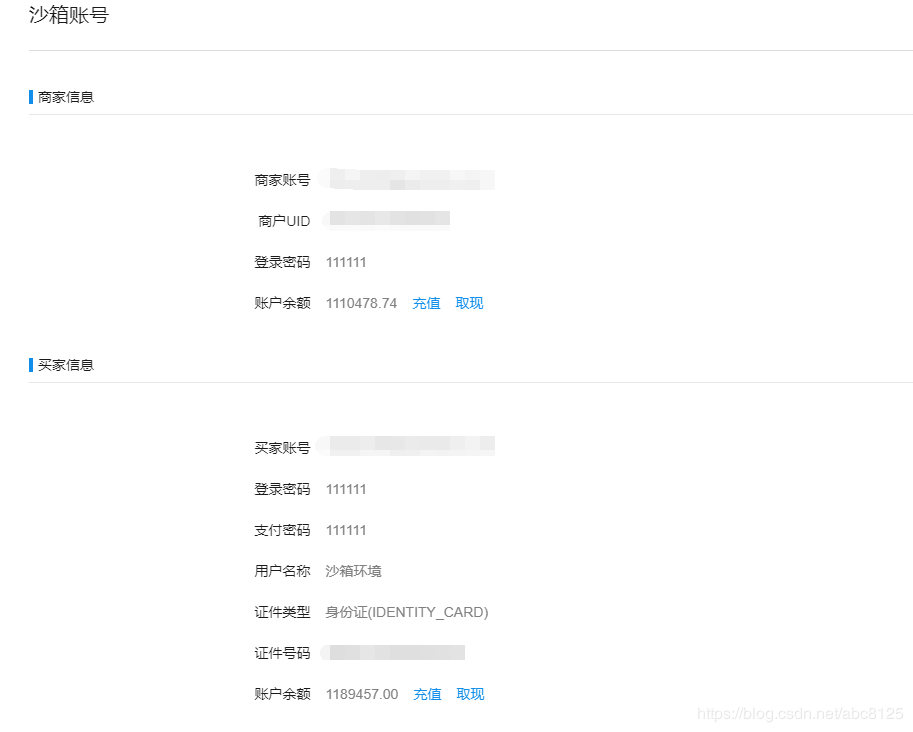 沙箱账号
商家信息
商家账号
商户UID
登录密码 111111
账户余额 1110478.74 充值 取现
买家信息
买家账号
登录密码 111111
支付密码 111111
用户名称 沙箱环境
证件类型 身份证(IDENTITY_CARD)
证件号码
账户余额 1189457.00 充值 取现
https://blog.csdn.net/abc8125